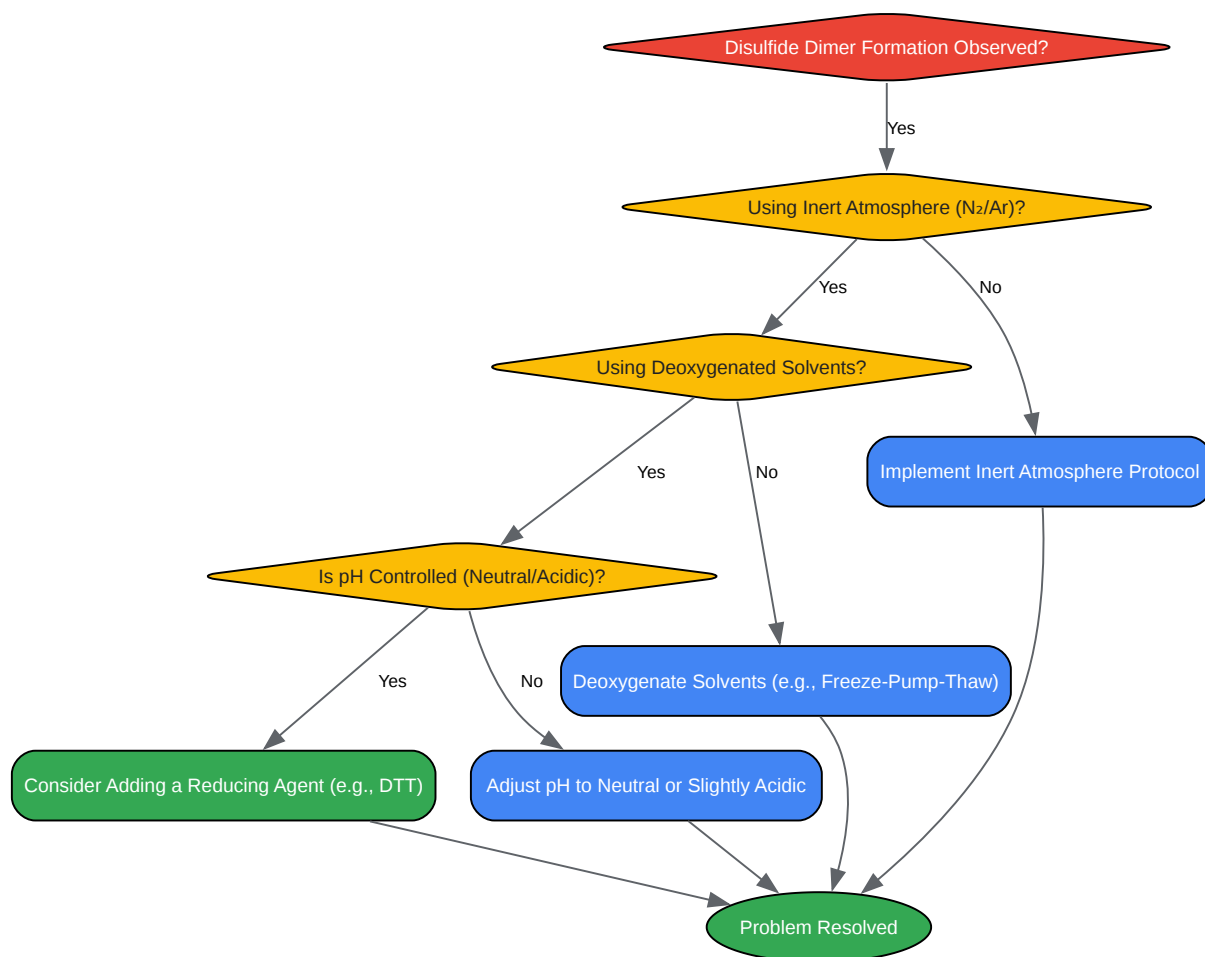 Disulfide Dimer Formation Observed?
Yes
Using Inert Atmosphere (N₂/Ar)?
Yes
No
Using Deoxygenated Solvents?
Yes
No
Implement Inert Atmosphere Protocol
Is pH Controlled (Neutral/Acidic)?
Yes
No
Deoxygenate Solvents (e.g., Freeze-Pump-Thaw)
Consider Adding a Reducing Agent (e.g., DTT)
Adjust pH to Neutral or Slightly Acidic
Problem Resolved